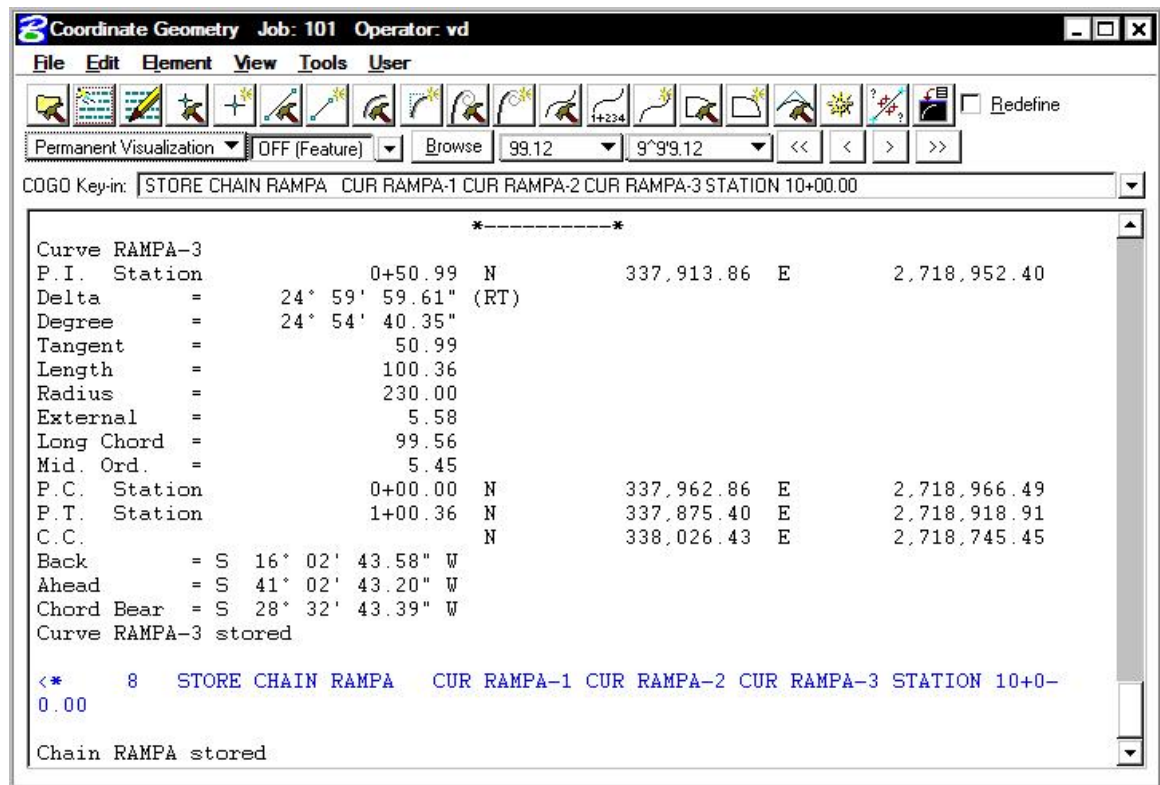 Coordinate Geometry Job: 101 Operator: vd
File Edit Element View Tools User
1+234 ? ? Redefine
Permanent Visualization OFF (Feature) Browse 99.12 9^9'9.12 << < > >>
COGO Key-in: STORE CHAIN RAMPA CUR RAMPA-1 CUR RAMPA-2 CUR RAMPA-3 STATION 10+00.00
*-----------*
Curve RAMPA-3
P.I. Station 0+50.99 N 337,913.86 E 2,718,952.40
Delta = 24° 59' 59.61" (RT)
Degree = 24° 54' 40.35"
Tangent = 50.99
Length = 100.36
Radius = 230.00
External = 5.58
Long Chord = 99.56
Mid. Ord. = 5.45
P.C. Station 0+00.00 N 337,962.86 E 2,718,966.49
P.T. Station 1+00.36 N 337,875.40 E 2,718,918.91
C.C. N 338,026.43 E 2,718,745.45
Back = S 16° 02' 43.58" W
Ahead = S 41° 02' 43.20" W
Chord Bear = S 28° 32' 43.39" W
Curve RAMPA-3 stored
<* 8 STORE CHAIN RAMPA CUR RAMPA-1 CUR RAMPA-2 CUR RAMPA-3 STATION 10+0-
0.00
Chain RAMPA stored